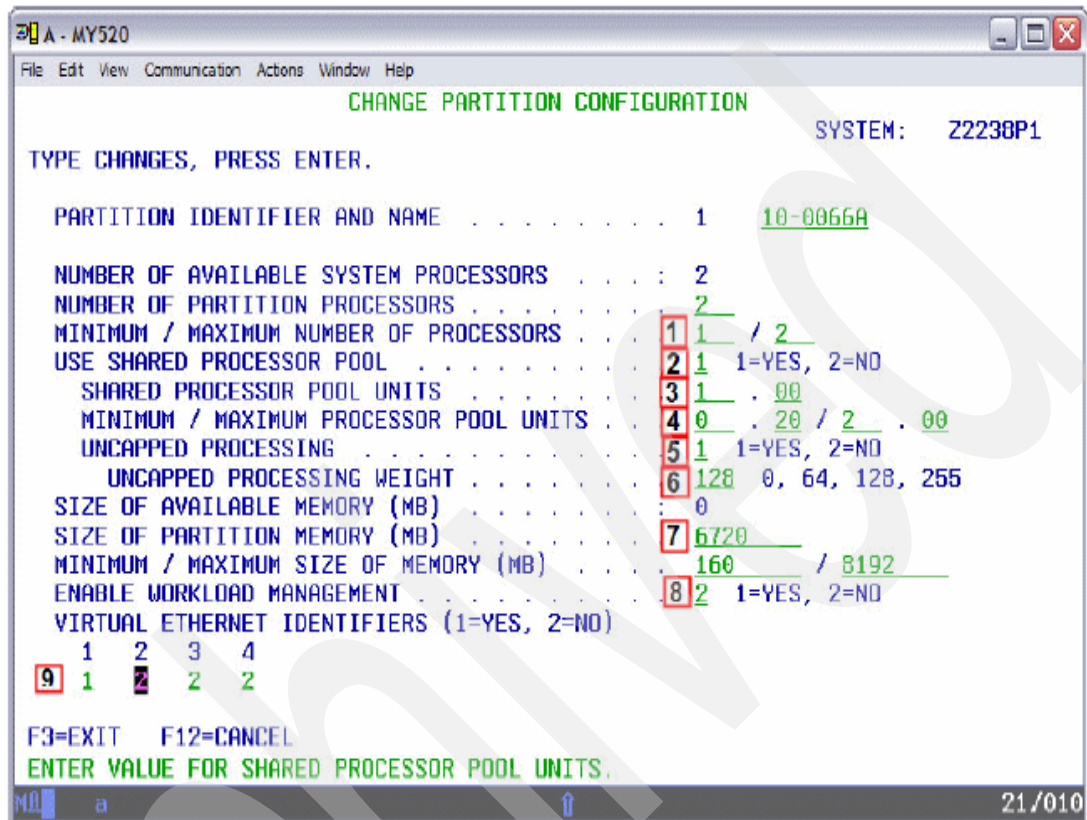 A - MY520
File Edit View Communication Actions Window Help
CHANGE PARTITION CONFIGURATION
SYSTEM: Z2238P1
TYPE CHANGES, PRESS ENTER.
PARTITION IDENTIFIER AND NAME . . . . . . . . 1 10-0066A
NUMBER OF AVAILABLE SYSTEM PROCESSORS . . . : 2
NUMBER OF PARTITION PROCESSORS . . . . . . . . 2
MINIMUM / MAXIMUM NUMBER OF PROCESSORS . . . 1 1 / 2
USE SHARED PROCESSOR POOL . . . . . . . . . 2 1 1=YES, 2=NO
SHARED PROCESSOR POOL UNITS . . . . . . . 3 1 . 00
MINIMUM / MAXIMUM PROCESSOR POOL UNITS . . 4 0 . 20 / 2 . 00
UNCAPPED PROCESSING . . . . . . . . . . . 5 1 1=YES, 2=NO
UNCAPPED PROCESSING WEIGHT . . . . . . . 6 128 0, 64, 128, 255
SIZE OF AVAILABLE MEMORY (MB) . . . . . . . : 0
SIZE OF PARTITION MEMORY (MB) . . . . . . . 7 6720
MINIMUM / MAXIMUM SIZE OF MEMORY (MB) . . . . 160 / 8192
ENABLE WORKLOAD MANAGEMENT . . . . . . . . . . 8 2 1=YES, 2=NO
VIRTUAL ETHERNET IDENTIFIERS (1=YES, 2=NO)
1 2 3 4
9 1 2 2 2
F3=EXIT F12=CANCEL
ENTER VALUE FOR SHARED PROCESSOR POOL UNITS.
a 21/010